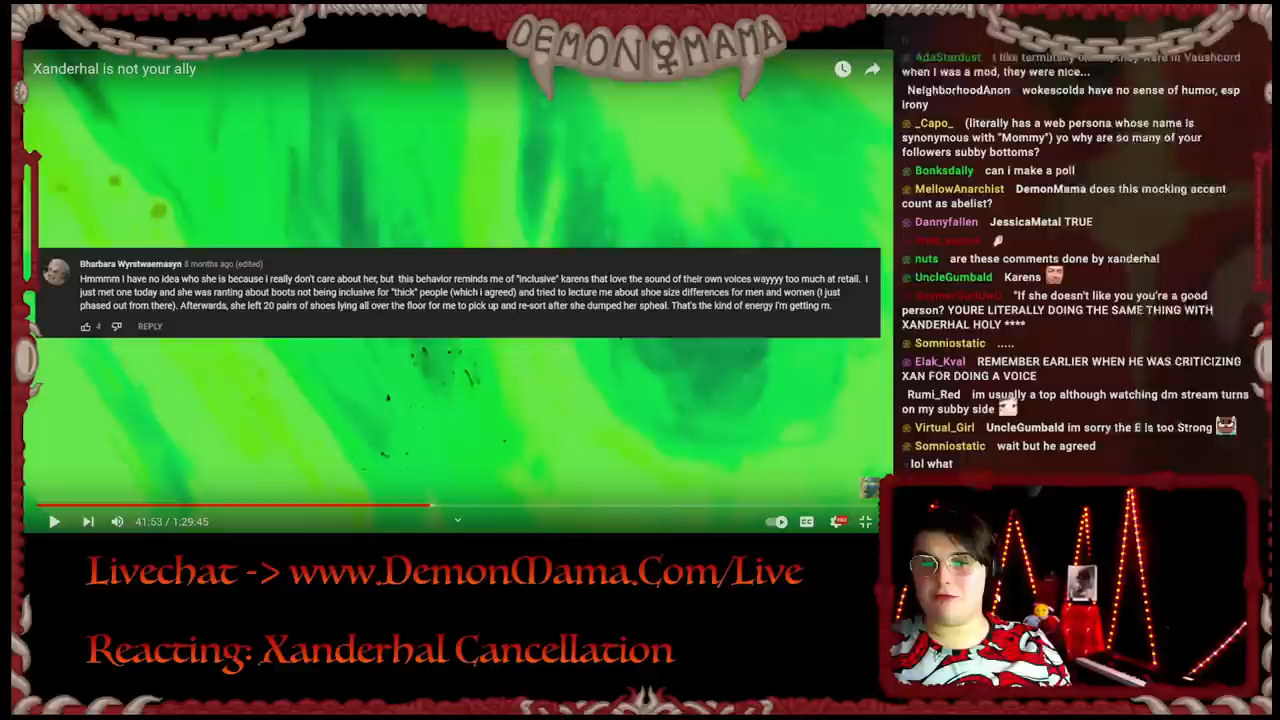 DEMON MAMA
Xanderhal is not your ally
Bharbara Wyrstwaemasyn 8 months ago (edited)
Hmmmm I have no idea who she is because i really don't care about her, but this behavior reminds me of "inclusive" karens that love the sound of their own voices wayyyy too much at retail. I
just met one today and she was ranting about boots not being inclusive for "thick" people (which i agreed) and tried to lecture me about shoe size differences for men and women (I just
phased out from there). Afterwards, she left 20 pairs of shoes lying all over the floor for me to pick up and re-sort after she dumped her spheal. That's the kind of energy I'm getting rn.
4 REPLY
41:53 / 1:29:45
CC
HD
Livechat -> www.DemonMama.Com/Live
Reacting: Xanderhal Cancellation
AdaStardust I like in Vaushcord
when I was a mod, they were nice...
NeighborhoodAnon wokescolds have no sense of humor, esp
irony
_Capo_ (literally has a web persona whose name is
synonymous with "Mommy") yo why are so many of your
followers subby bottoms?
Bonksdaily can i make a poll
MellowAnarchist DemonMama does this mocking accent
count as abelist?
Dannyfallen JessicaMetal TRUE
nuts are these comments done by xanderhal
UncleGumbald Karens
"If she doesn't like you you're a good
person? YOURE LITERALLY DOING THE SAME THING WITH
XANDERHAL HOLY ****
Somniostatic .....
Elak_Kval REMEMBER EARLIER WHEN HE WAS CRITICIZING
XAN FOR DOING A VOICE
Rumi_Red im usually a top although watching dm stream turns
on my subby side
Virtual_Girl UncleGumbald im sorry the E is too Strong
Somniostatic wait but he agreed
lol what